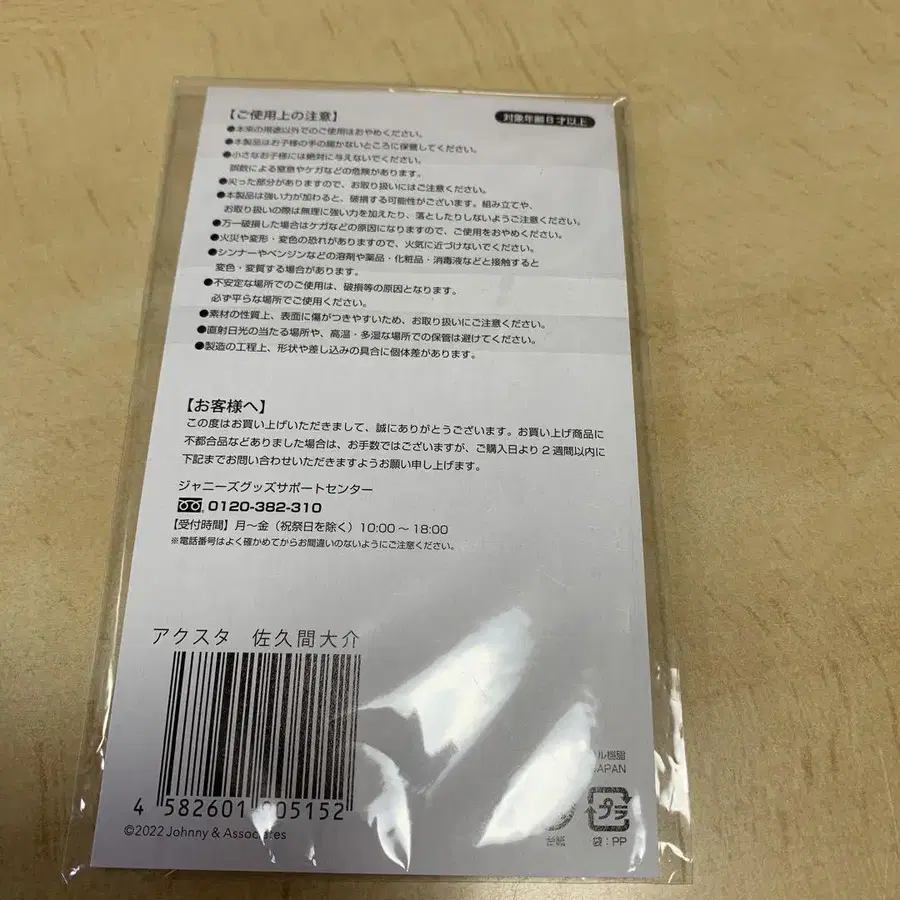 【ご使用上の注意】
対象年齢8才以上
●本来の用途以外でのご使用はおやめください。
●本製品はお子様の手の届かないところに保管してください。
●小さなお子様には絶対に与えないでください。
誤飲による窒息やケガなどの危険があります。
●尖った部分がありますので、お取り扱いにはご注意ください。
●本製品は強い力が加わると、破損する可能性がございます。組み立てや、
お取り扱いの際は無理に強い力を加えたり、落としたりしないようご注意ください。
●万一破損した場合はケガなどの原因になりますので、ご使用をおやめください。
●火災や変形・変色の恐れがありますので、火気に近づけないでください。
●シンナーやベンジンなどの溶剤や薬品・化粧品・消毒液などと接触すると
変色・変質する場合があります。
●不安定な場所でのご使用は、破損等の原因となります。
必ず平らな場所でご使用ください。
●素材の性質上、表面に傷がつきやすいため、お取り扱いにご注意ください。
●直射日光の当たる場所や、高温・多湿な場所での保管は避けてください。
●製造の工程上、形状や差し込みの具合に個体差があります。
【お客様へ】
この度はお買い上げいただきまして、誠にありがとうございます。お買い上げ商品に
不都合品などありました場合は、お手数ではございますが、ご購入日より2週間以内に
下記までお問い合わせいただきますようお願い申し上げます。
ジャニーズグッズサポートセンター
0120-382-310
【受付時間】月～金（祝祭日を除く）10:00～18:00
※電話番号はよく確かめてからお間違いのないようにご注意ください。
アクスタ 佐久間大介
4 582601 005152
©2022 Johnny & Associates
ル樹脂
JAPAN
プラ
台紙
袋：PP